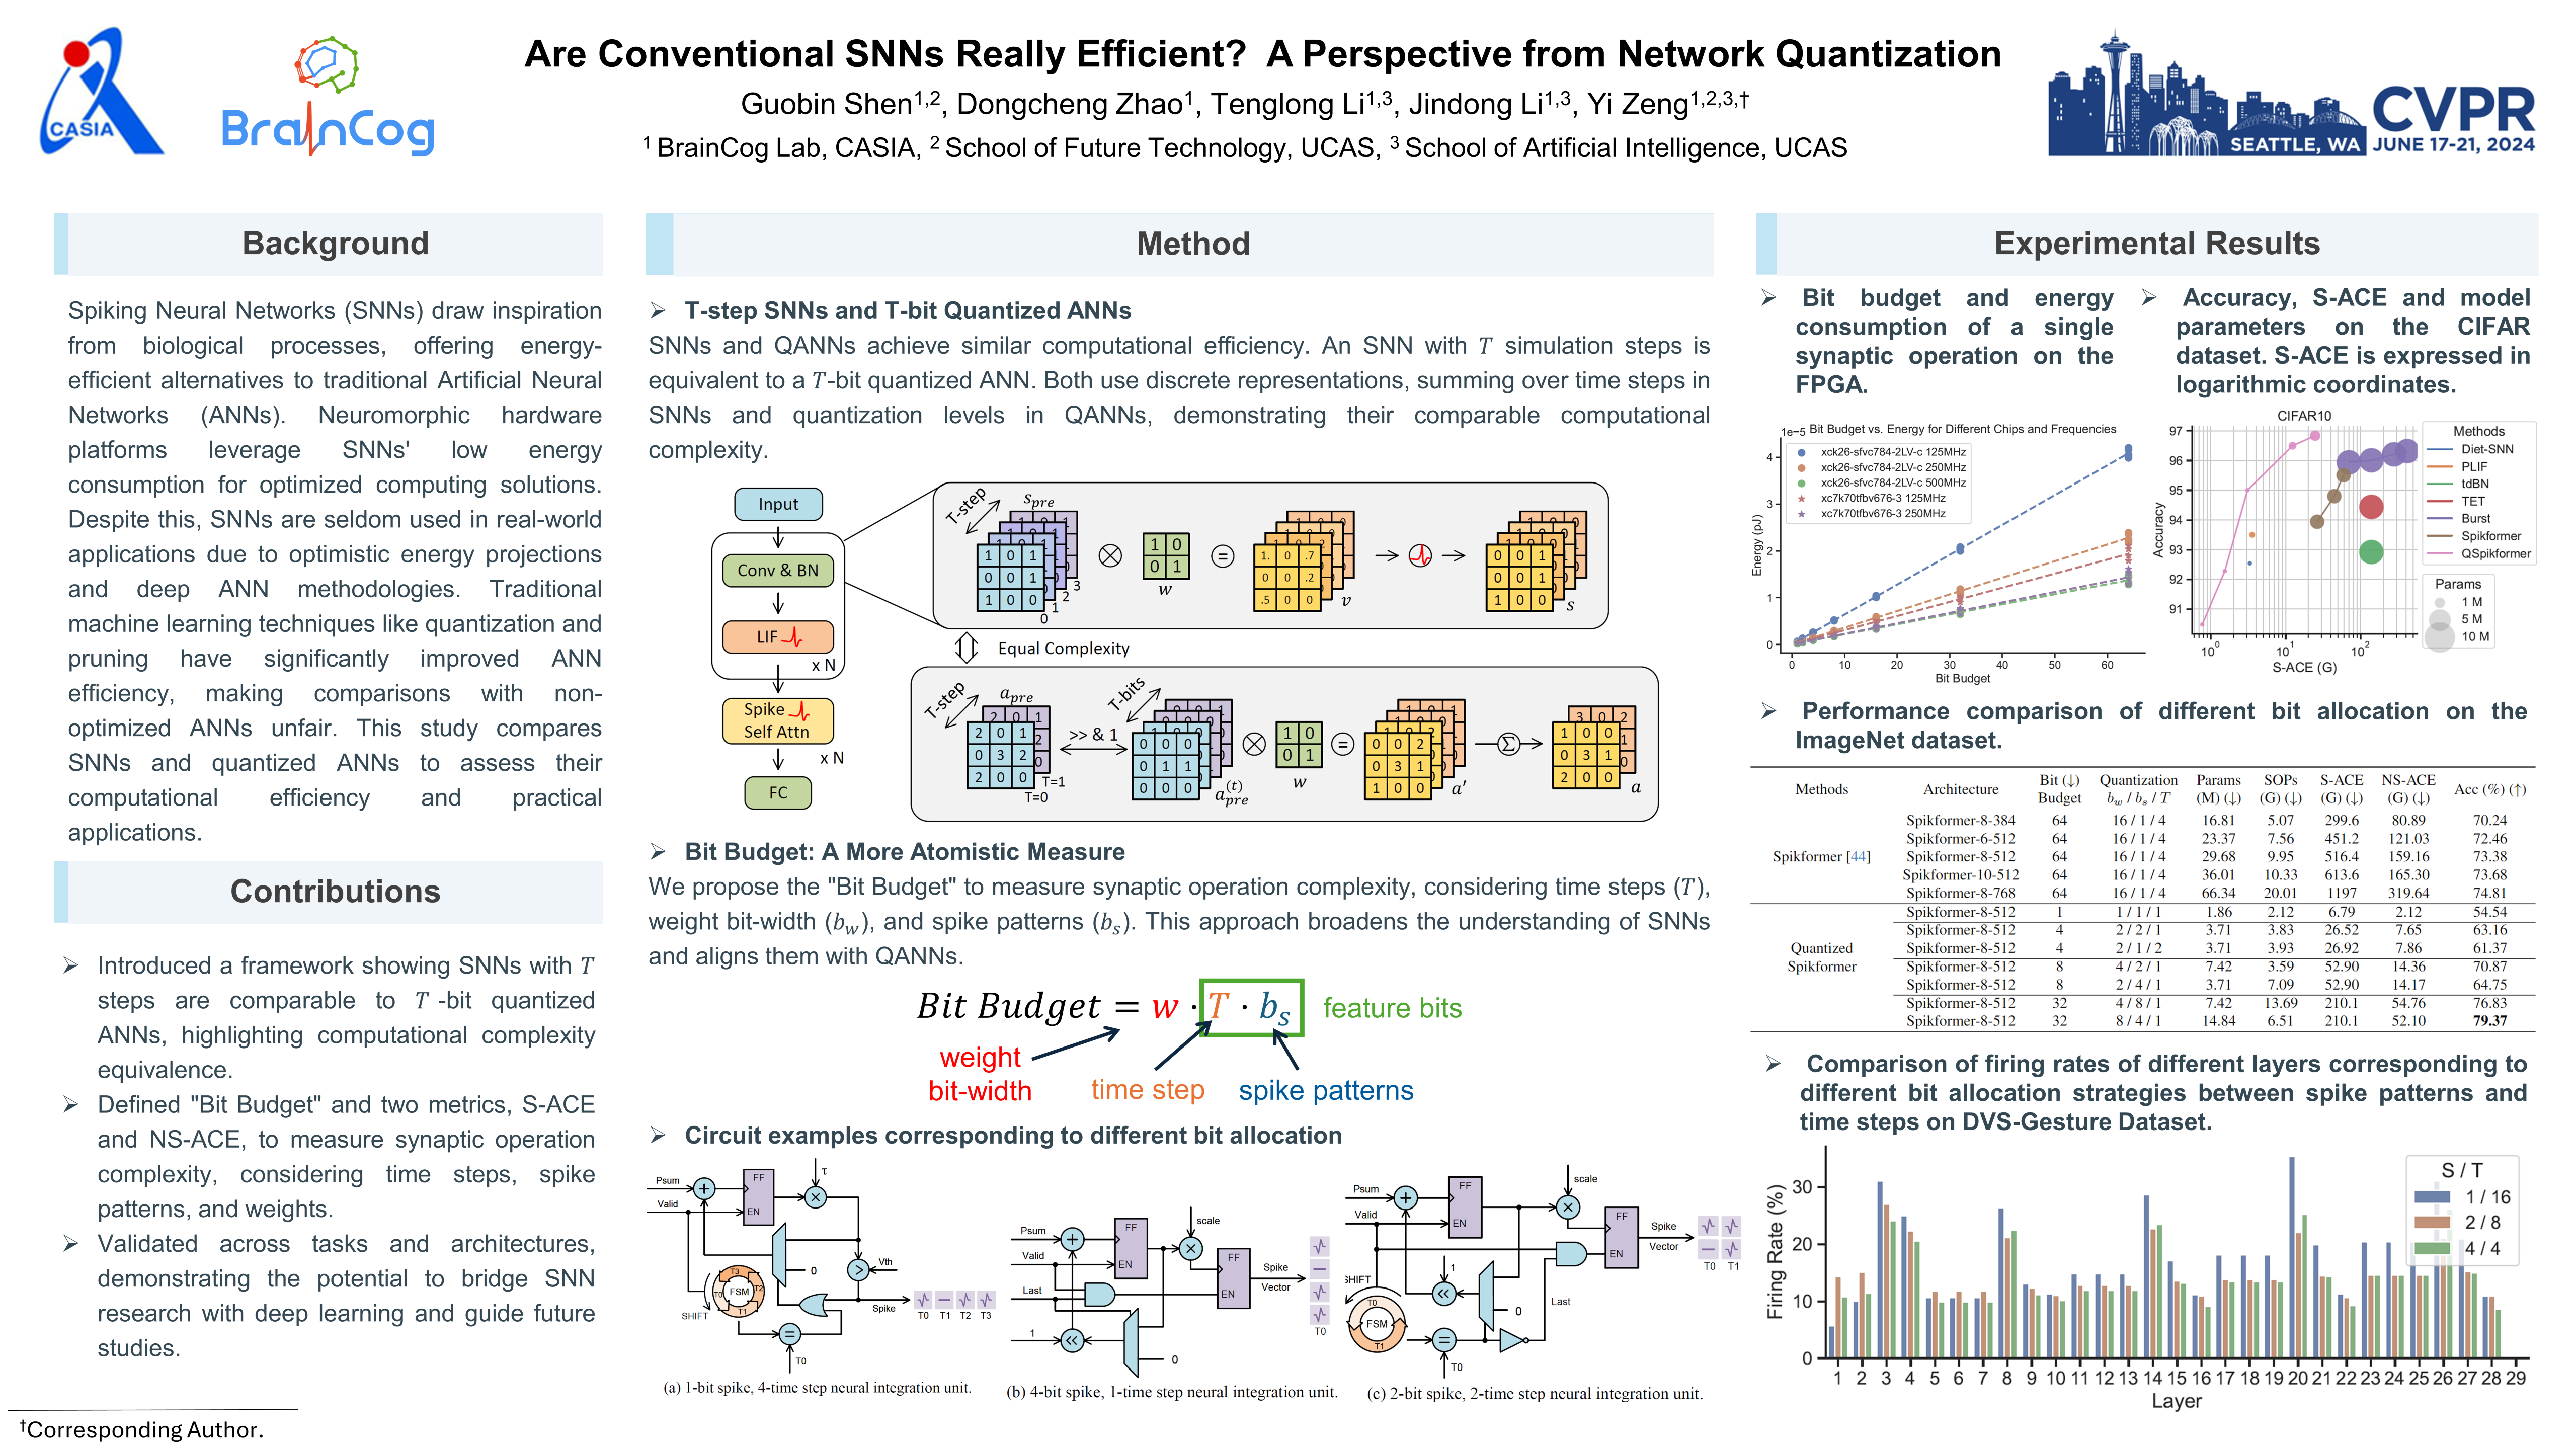 CASIA
BrainCog
Are Conventional SNNs Really Efficient? A Perspective from Network Quantization
Guobin Shen1,2, Dongcheng Zhao1, Tenglong Li1,3, Jindong Li1,3, Yi Zeng1,2,3,†
1 BrainCog Lab, CASIA, 2 School of Future Technology, UCAS, 3 School of Artificial Intelligence, UCAS
SEATTLE, WA
CVPR
JUNE 17-21, 2024
Background
Spiking Neural Networks (SNNs) draw inspiration
from biological processes, offering energy-
efficient alternatives to traditional Artificial Neural
Networks (ANNs). Neuromorphic hardware
platforms leverage SNNs' low energy
consumption for optimized computing solutions.
Despite this, SNNs are seldom used in real-world
applications due to optimistic energy projections
and deep ANN methodologies. Traditional
machine learning techniques like quantization and
pruning have significantly improved ANN
efficiency, making comparisons with non-
optimized ANNs unfair. This study compares
SNNs and quantized ANNs to assess their
computational efficiency and practical
applications.
Contributions
➢ Introduced a framework showing SNNs with T
steps are comparable to T -bit quantized
ANNs, highlighting computational complexity
equivalence.
➢ Defined "Bit Budget" and two metrics, S-ACE
and NS-ACE, to measure synaptic operation
complexity, considering time steps, spike
patterns, and weights.
➢ Validated across tasks and architectures,
demonstrating the potential to bridge SNN
research with deep learning and guide future
studies.
†Corresponding Author.
Method
➢ T-step SNNs and T-bit Quantized ANNs
SNNs and QANNs achieve similar computational efficiency. An SNN with T simulation steps is
equivalent to a T-bit quantized ANN. Both use discrete representations, summing over time steps in
SNNs and quantization levels in QANNs, demonstrating their comparable computational
complexity.
Input
Conv & BN
LIF
x N
Spike
Self Attn
x N
FC
T-step
s_pre
1 0 1
0 0 1
1 0 0
0 1 2 3
1 0
0 1
w
1. 0 .7
0 0 .2
.5 0 0
v
0 0 1
0 0 1
1 0 0
s
Equal Complexity
T-step
a_pre
2 0 1
2 0 1
0 3 2
2 0 0
T=1
T=0
>> & 1
T-bits
0 0 0
0 1 1
0 0 0
a_pre^(t)
1 0
0 1
w
0 0 2
0 3 1
1 0 0
a′
Σ
3 0 2
1 0 0
0 3 1
2 0 0
a
➢ Bit Budget: A More Atomistic Measure
We propose the "Bit Budget" to measure synaptic operation complexity, considering time steps (T),
weight bit-width (b_w), and spike patterns (b_s). This approach broadens the understanding of SNNs
and aligns them with QANNs.
Bit Budget = w · T · b_s feature bits
weight
bit-width
time step
spike patterns
➢ Circuit examples corresponding to different bit allocation
Psum
Valid
FF
EN
τ
0
Vth
T3
T0 FSM T2
T1
SHIFT
Spike
T0 T1 T2 T3
T0
(a) 1-bit spike, 4-time step neural integration unit.
Psum
Valid
Last
1
FF
EN
scale
FF
EN
Spike
Vector
T0
0
(b) 4-bit spike, 1-time step neural integration unit.
Psum
Valid
FF
EN
scale
FF
EN
Spike
Vector
T0 T1
1
SHIFT
T0
FSM
T1
0
Last
T0
(c) 2-bit spike, 2-time step neural integration unit.
Experimental Results
➢ Bit budget and energy
consumption of a single
synaptic operation on the
FPGA.
➢ Accuracy, S-ACE and model
parameters on the CIFAR
dataset. S-ACE is expressed in
logarithmic coordinates.
1e−5 Bit Budget vs. Energy for Different Chips and Frequencies
xck26-sfvc784-2LV-c 125MHz
xck26-sfvc784-2LV-c 250MHz
xck26-sfvc784-2LV-c 500MHz
xc7k70tfbv676-3 125MHz
xc7k70tfbv676-3 250MHz
Energy (pJ)
4
3
2
1
0
0 10 20 30 40 50 60
Bit Budget
CIFAR10
Accuracy
97
96
95
94
93
92
91
10^0 10^1 10^2
S-ACE (G)
Methods
Diet-SNN
PLIF
tdBN
TET
Burst
Spikformer
QSpikformer
Params
1 M
5 M
10 M
➢ Performance comparison of different bit allocation on the
ImageNet dataset.
Methods Architecture Bit (↓) Budget Quantization b_w / b_s / T Params (M) (↓) SOPs (G) (↓) S-ACE (G) (↓) NS-ACE (G) (↓) Acc (%) (↑)
Spikformer-8-384 64 16 / 1 / 4 16.81 5.07 299.6 80.89 70.24
Spikformer-6-512 64 16 / 1 / 4 23.37 7.56 451.2 121.03 72.46
Spikformer [44] Spikformer-8-512 64 16 / 1 / 4 29.68 9.95 516.4 159.16 73.38
Spikformer-10-512 64 16 / 1 / 4 36.01 10.33 613.6 165.30 73.68
Spikformer-8-768 64 16 / 1 / 4 66.34 20.01 1197 319.64 74.81
Spikformer-8-512 1 1 / 1 / 1 1.86 2.12 6.79 2.12 54.54
Spikformer-8-512 4 2 / 2 / 1 3.71 3.83 26.52 7.65 63.16
Quantized Spikformer-8-512 4 2 / 1 / 2 3.71 3.93 26.92 7.86 61.37
Spikformer Spikformer-8-512 8 4 / 2 / 1 7.42 3.59 52.90 14.36 70.87
Spikformer-8-512 8 2 / 4 / 1 3.71 7.09 52.90 14.17 64.75
Spikformer-8-512 32 4 / 8 / 1 7.42 13.69 210.1 54.76 76.83
Spikformer-8-512 32 8 / 4 / 1 14.84 6.51 210.1 52.10 79.37
➢ Comparison of firing rates of different layers corresponding to
different bit allocation strategies between spike patterns and
time steps on DVS-Gesture Dataset.
Firing Rate (%)
30
20
10
0
S / T
1 / 16
2 / 8
4 / 4
1 2 3 4 5 6 7 8 9 10 11 12 13 14 15 16 17 18 19 20 21 22 23 24 25 26 27 28 29
Layer